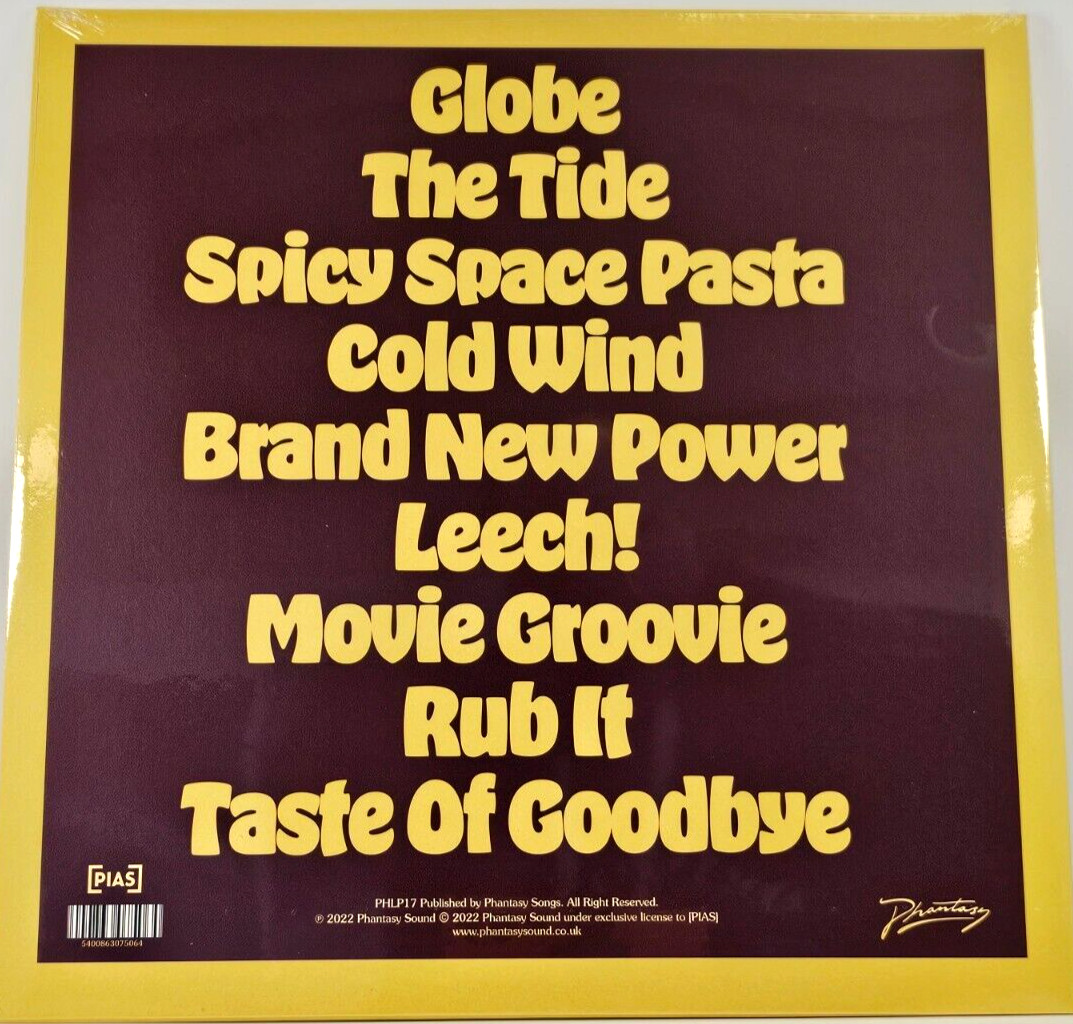 Globe
The Tide
Spicy Space Pasta
Cold Wind
Brand New Power
Leech!
Movie Groovie
Rub It
Taste Of Goodbye
[PIAS]
5400863075064
PHLP17 Published by Phantasy Songs. All Right Reserved.
℗ 2022 Phantasy Sound © 2022 Phantasy Sound under exclusive license to [PIAS]
www.phantasysound.co.uk
Phantasy